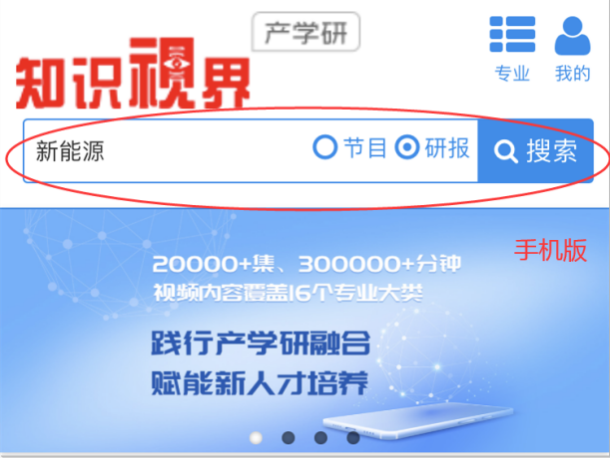 产学研
知识视界
专业 我的
新能源 节目 研报 搜索
手机版
20000+集、300000+分钟
视频内容覆盖16个专业大类
践行产学研融合
赋能新人才培养